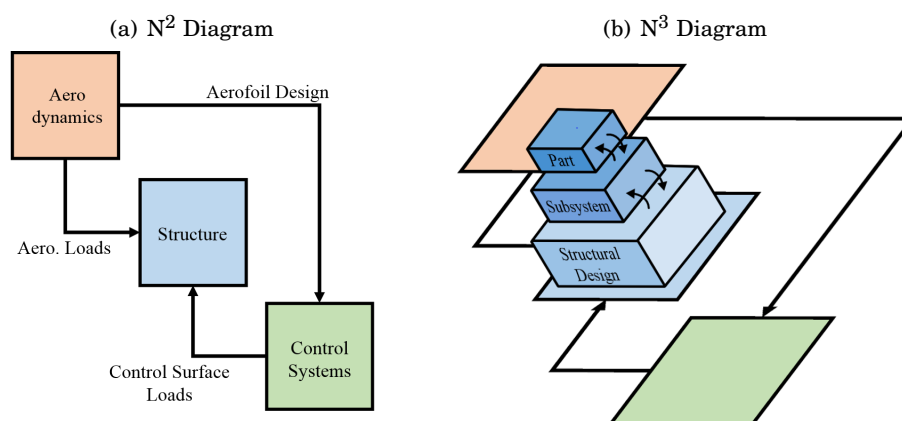 (a) N² Diagram
(b) N³ Diagram
Aero
dynamics
Aerofoil Design
Structure
Aero. Loads
Control Surface
Loads
Control
Systems
Part
Subsystem
Structural
Design